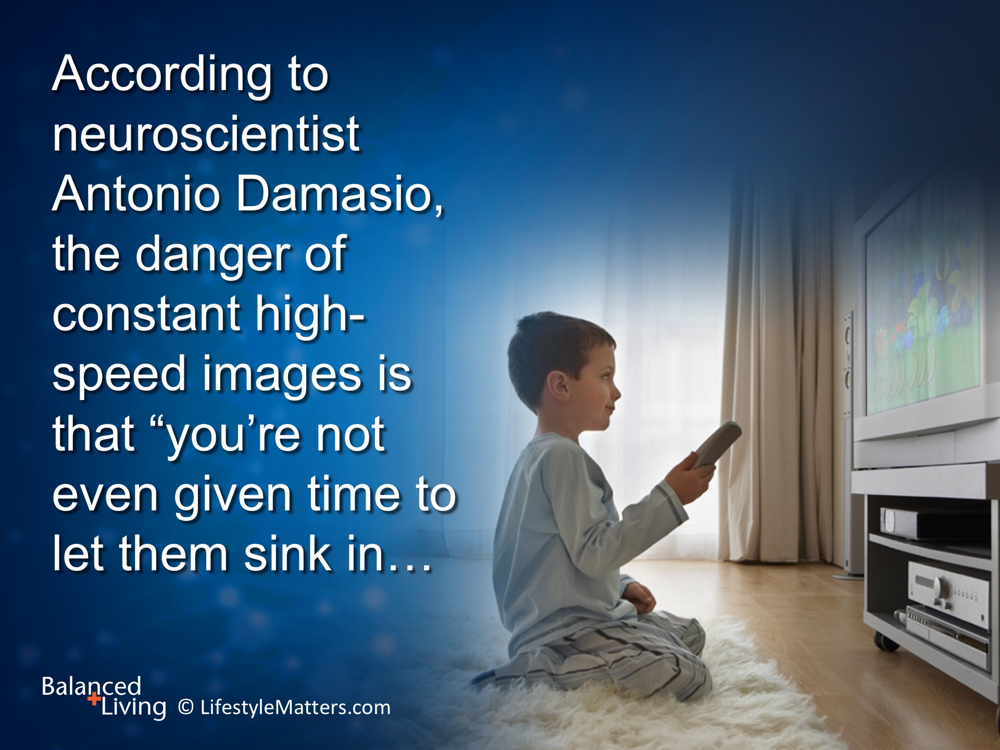 According to
neuroscientist
Antonio Damasio,
the danger of
constant high-
speed images is
that “you’re not
even given time to
let them sink in…
Balanced
Living © LifestyleMatters.com